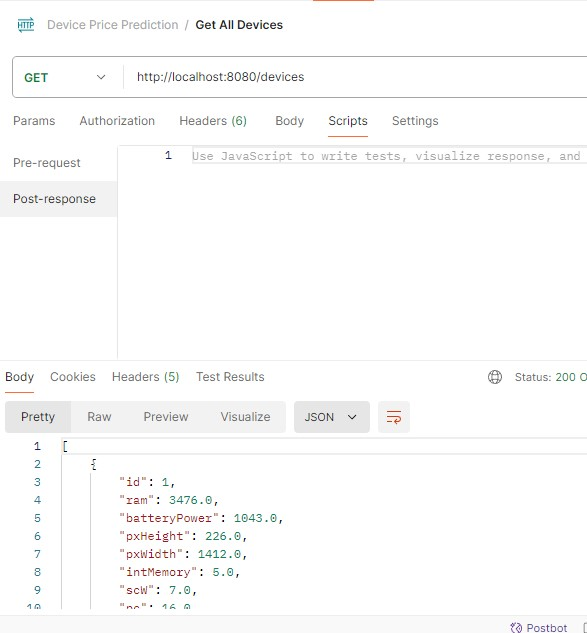 HTTP Device Price Prediction / Get All Devices
GET http://localhost:8080/devices
Params Authorization Headers (6) Body Scripts Settings
Pre-request
Post-response
1 Use JavaScript to write tests, visualize response, and
Body Cookies Headers (5) Test Results Status: 200 O
Pretty Raw Preview Visualize JSON
1 [
2 {
3 "id": 1,
4 "ram": 3476.0,
5 "batteryPower": 1043.0,
6 "pxHeight": 226.0,
7 "pxWidth": 1412.0,
8 "intMemory": 5.0,
9 "scW": 7.0,
10 "pc": 16.0
Postbot